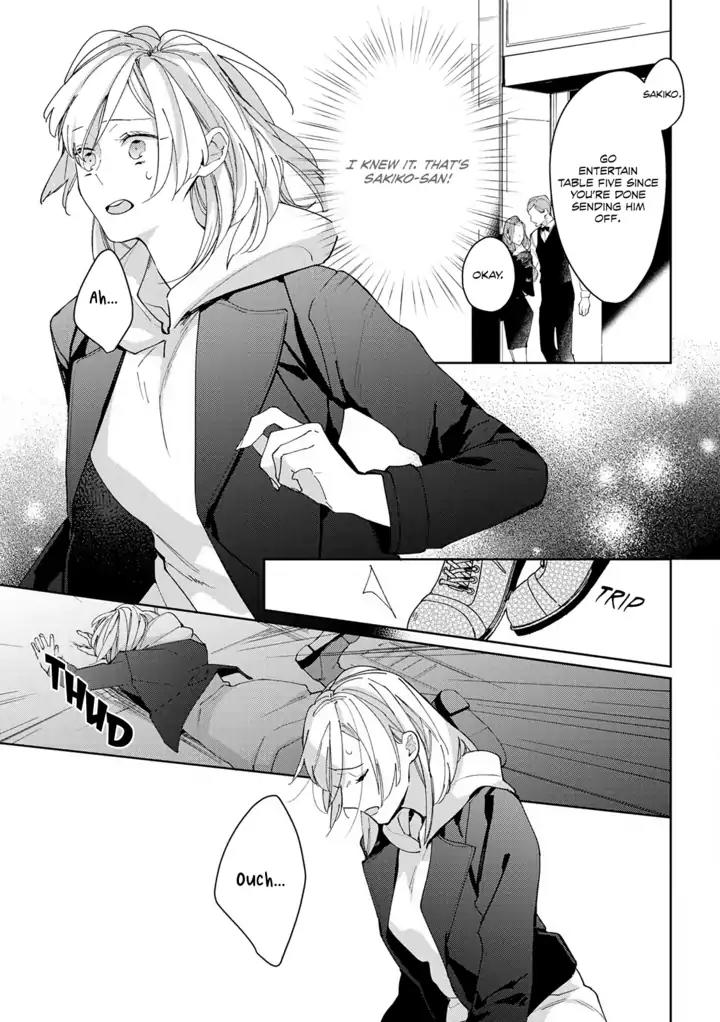 SAKIKO.
GO
ENTERTAIN
TABLE FIVE SINCE
YOU'RE DONE
SENDING HIM
OFF.
OKAY.
I KNEW IT. THAT'S
SAKIKO-SAN!
Ah...
TRIP
THUD
Ouch...